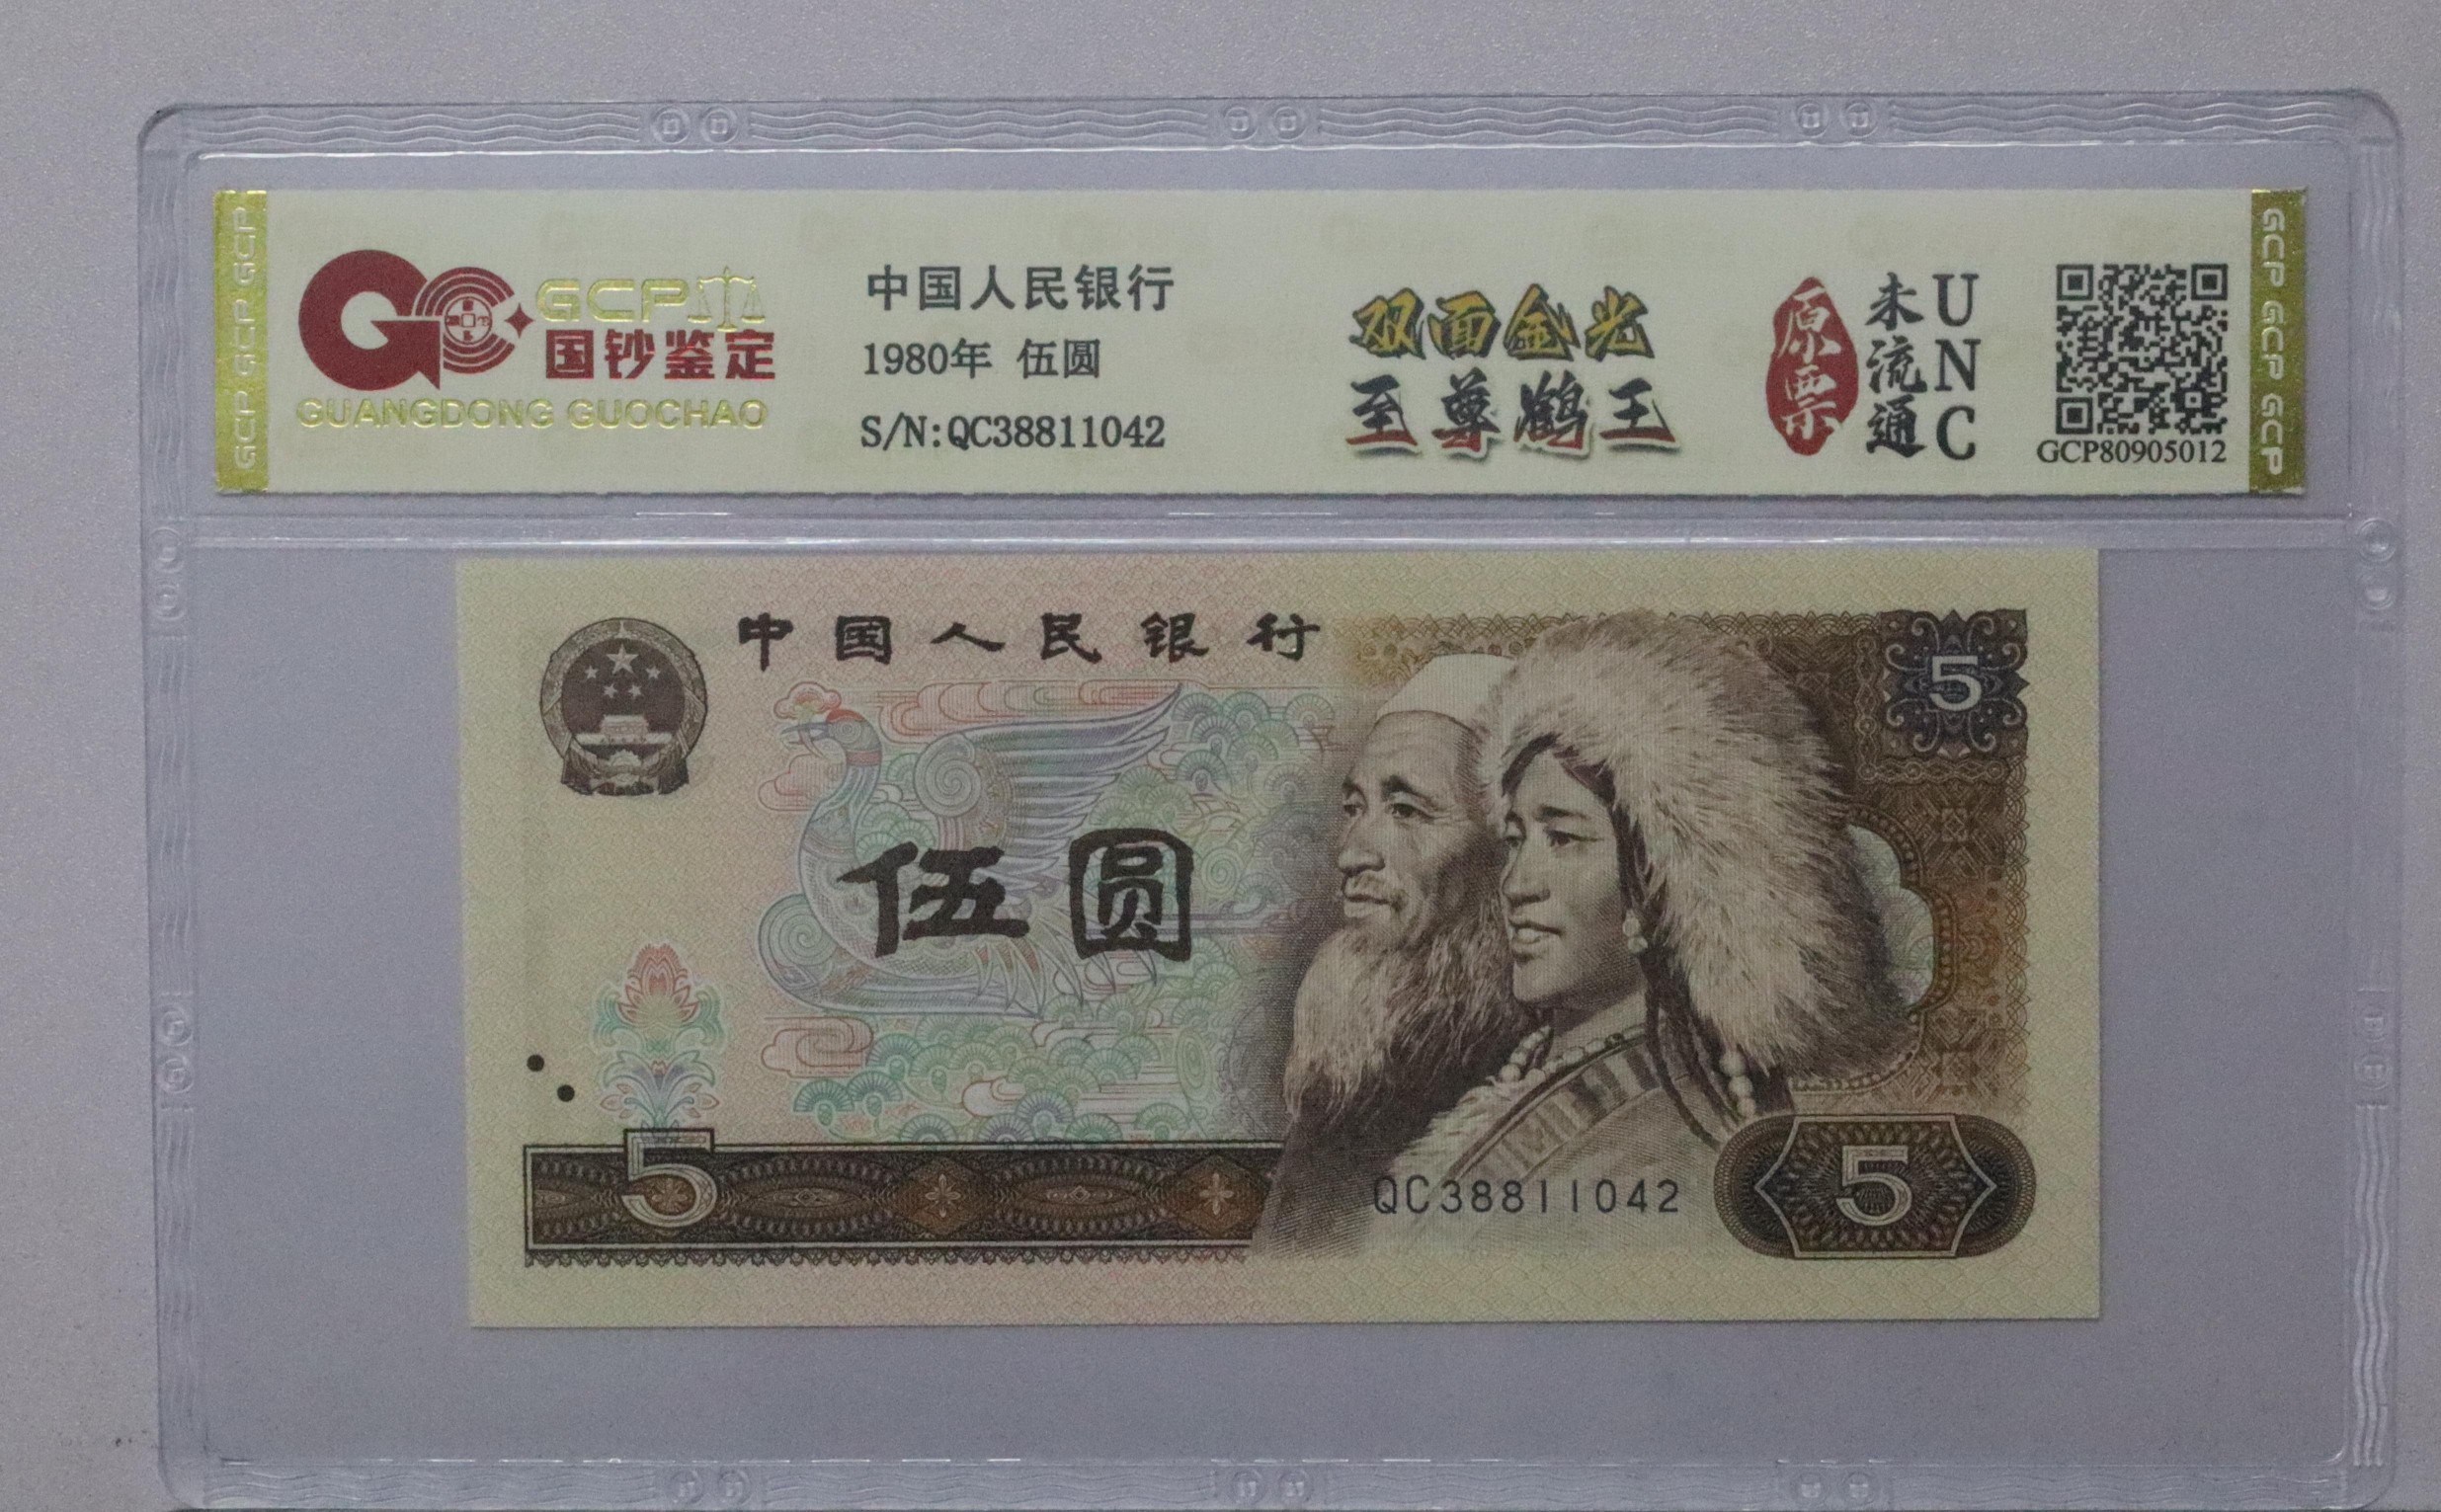 GCP GCP GCP
GCP
国钞鉴定
GUANGDONG GUOCHAO
中国人民银行
1980年 伍圆
S/N:QC38811042
双面金光
至尊鹤王
原票
未流通
UNC
GCP80905012
GCP GCP GCP GCP
中国人民银行
5
伍圆
5
QC38811042
5